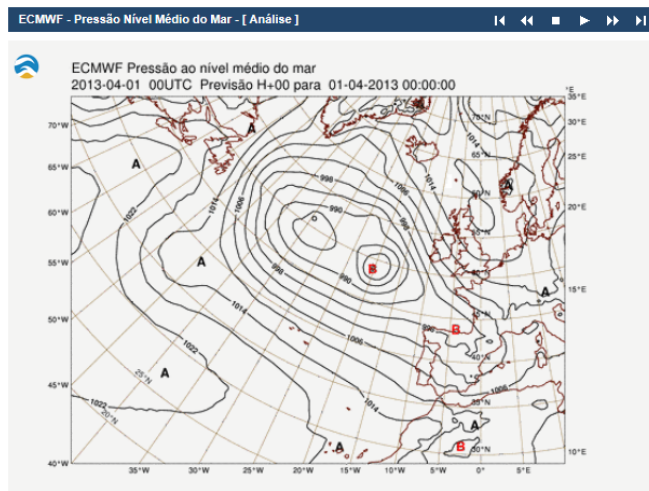 ECMWF - Pressão Nível Médio do Mar - [ Análise ]
ECMWF Pressão ao nível médio do mar
2013-04-01 00UTC Previsão H+00 para 01-04-2013 00:00:00
°E
35°E
70°W
A
70°N
30°E
1014
A
65°N
25°E
65°W
998
1006
1014
A
60°N
1022
1014
1006
990
998
20°E
60°W
55°N
55°W
A
998
B
990
50°N
15°E
A
50°W
1014
45°N
998
B
1006
1022
40°N
45°W
25°N
A
1022
20°N
1014
35°N
1006
A
A
B
30°N
10°E
40°W
35°W
30°W
25°W
20°W
15°W
10°W
5°W
0°
5°E